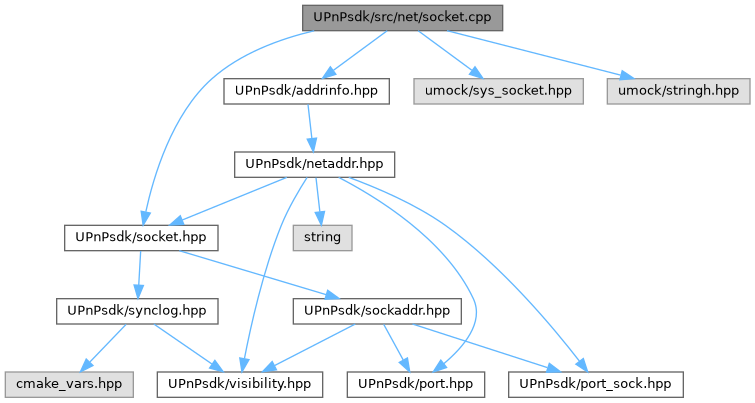 UPnPsdk/src/net/socket.cpp
UPnPsdk/addrinfo.hpp
umock/sys_socket.hpp
umock/stringh.hpp
UPnPsdk/netaddr.hpp
UPnPsdk/socket.hpp
string
UPnPsdk/synclog.hpp
UPnPsdk/sockaddr.hpp
cmake_vars.hpp
UPnPsdk/visibility.hpp
UPnPsdk/port.hpp
UPnPsdk/port_sock.hpp